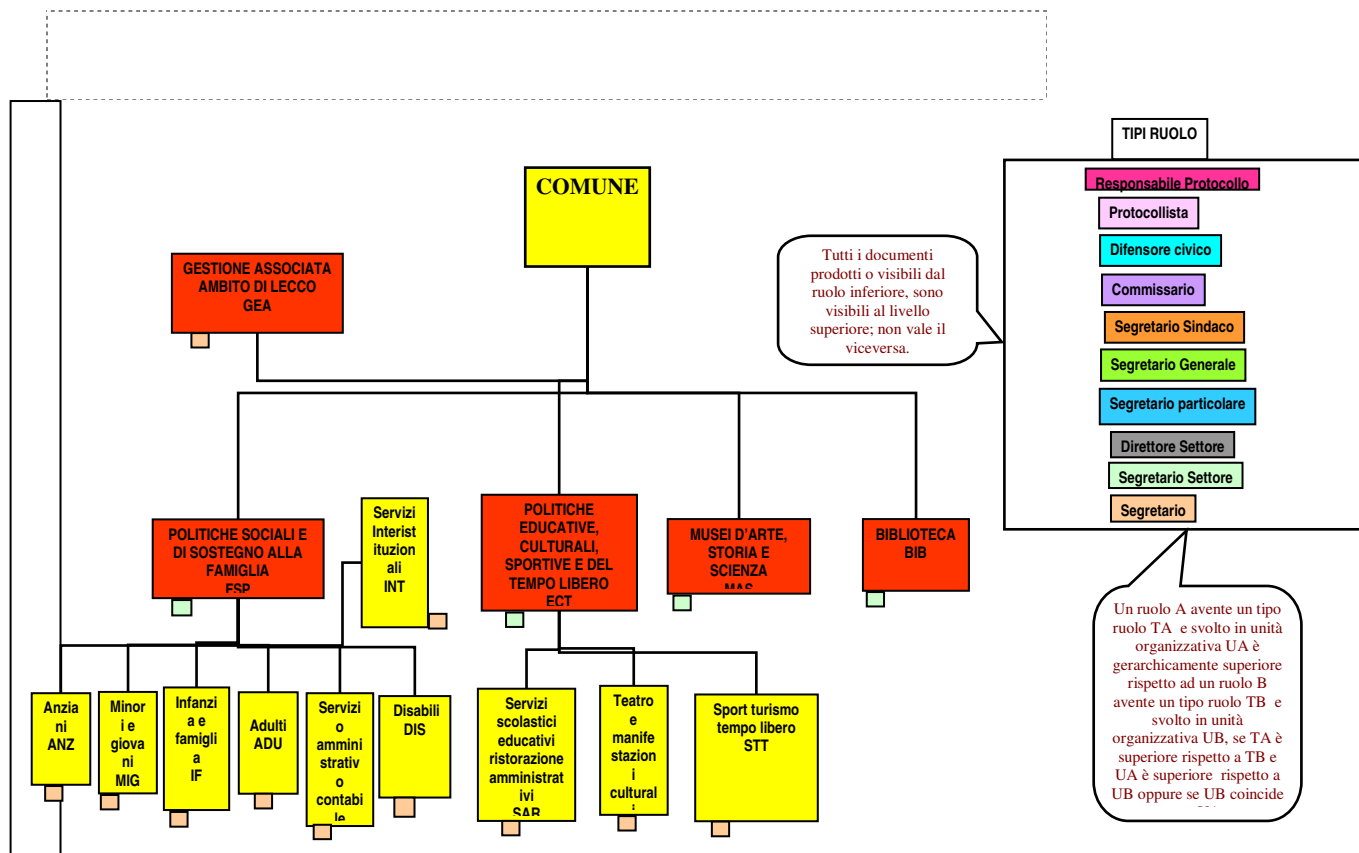 TIPI RUOLO
COMUNE
Responsabile Protocollo
Protocollista
Difensore civico
Commissario
Segretario Sindaco
Segretario Generale
Segretario particolare
Direttore Settore
Segretario Settore
Segretario
Tutti i documenti
prodotti o visibili dal
ruolo inferiore, sono
visibili al livello
superiore; non vale il
viceversa.
GESTIONE ASSOCIATA
AMBITO DI LECCO
GEA
POLITICHE SOCIALI E
DI SOSTEGNO ALLA
FAMIGLIA
FSP
Servizi
Interist
ituzion
ali
INT
POLITICHE
EDUCATIVE,
CULTURALI,
SPORTIVE E DEL
TEMPO LIBERO
ECT
MUSEI D'ARTE,
STORIA E
SCIENZA
MAS
BIBLIOTECA
BIB
Anzia
ni
ANZ
Minor
i e
giova
ni
MIG
Infanz
ia e
famigli
a
IF
Adulti
ADU
Servizi
o
ammini
strativ
o
contabi
le
Disabili
DIS
Servizi
scolastici
educativi
ristorazione
amministrat
ivi
SAR
Teatro
e
manife
stazion
i
cultural
i
Sport turismo
tempo libero
STT
Un ruolo A avente un tipo
ruolo TA e svolto in unità
organizzativa UA è
gerarchicamente superiore
rispetto ad un ruolo B
avente un tipo ruolo TB e
svolto in unità
organizzativa UB, se TA è
superiore rispetto a TB e
UA è superiore rispetto a
UB oppure se UB coincide